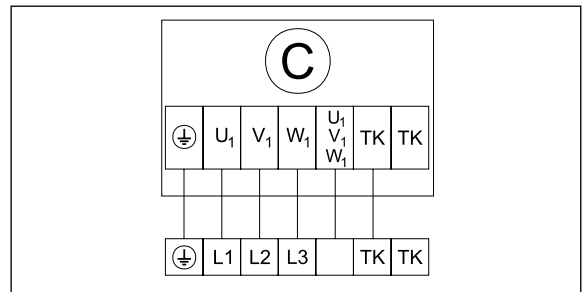 C
⏚ U₁ V₁ W₁ U₁ V₁ W₁ TK TK
⏚ L1 L2 L3 TK TK